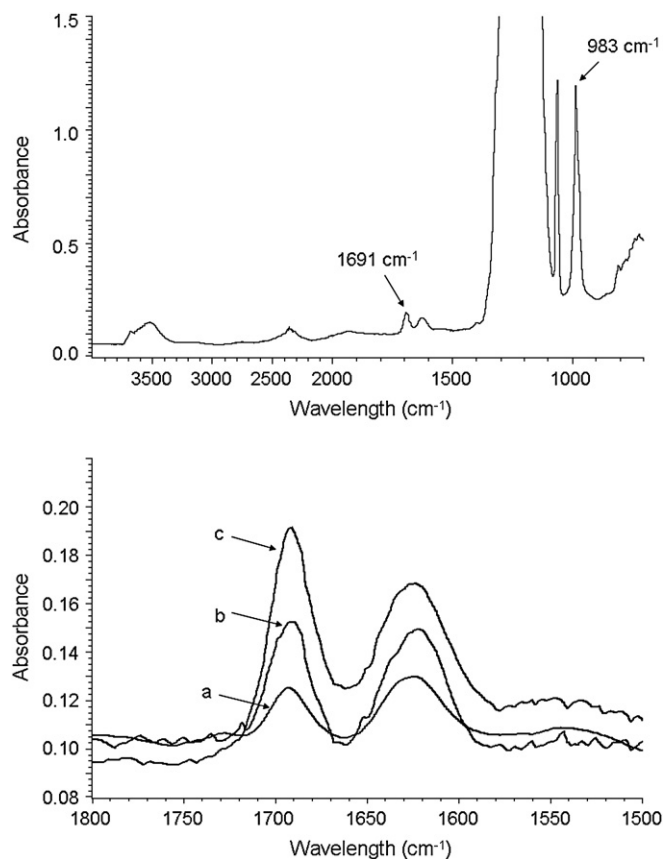 1.5
983 cm-1
1.0
Absorbance
0.5
1691 cm-1
0.0
3500 3000 2500 2000 1500 1000
Wavelength (cm-1)
0.20
c
0.18
0.16
b
Absorbance
0.14
a
0.12
0.10
0.08
1800 1750 1700 1650 1600 1550 1500
Wavelength (cm-1)